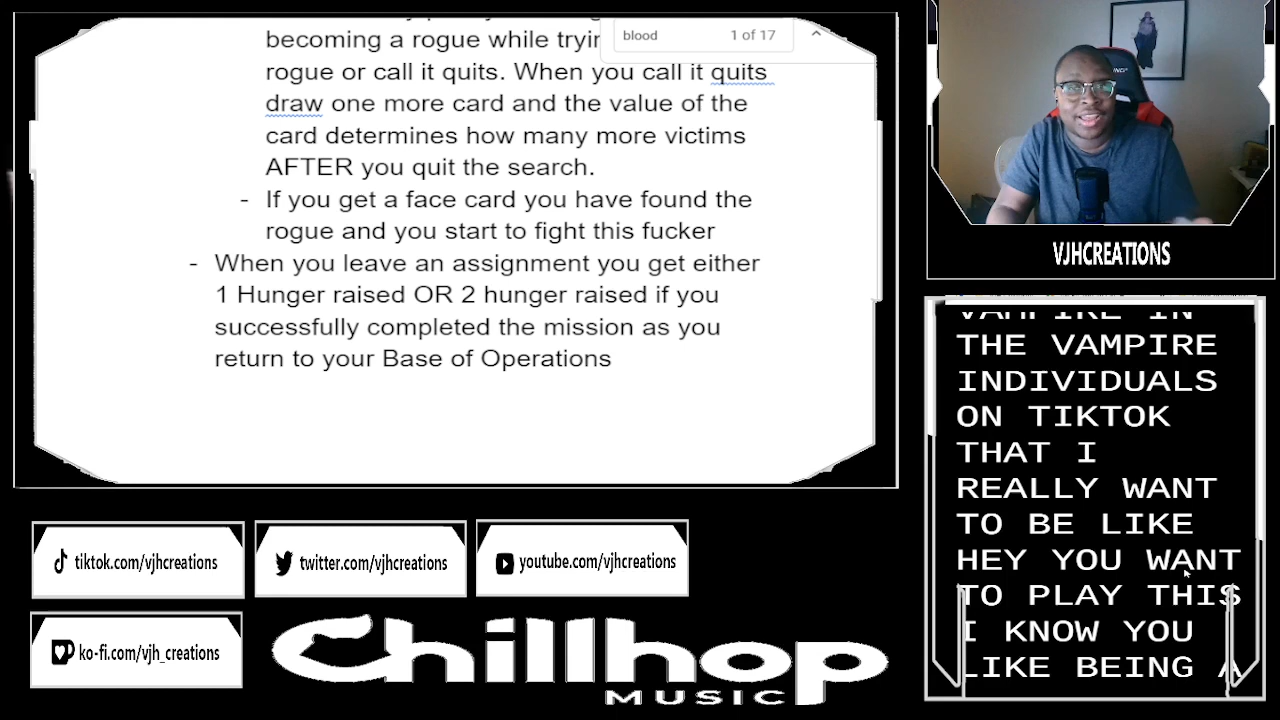 becoming a rogue while tryin
rogue or call it quits. When you call it quits
draw one more card and the value of the
card determines how many more victims
AFTER you quit the search.
- If you get a face card you have found the
rogue and you start to fight this fucker
- When you leave an assignment you get either
1 Hunger raised OR 2 hunger raised if you
successfully completed the mission as you
return to your Base of Operations
blood 1 of 17
VJHCREATIONS
VAMPIRE IN
THE VAMPIRE
INDIVIDUALS
ON TIKTOK
THAT I
REALLY WANT
TO BE LIKE
HEY YOU WANT
TO PLAY THIS
I KNOW YOU
LIKE BEING A
tiktok.com/vjhcreations
twitter.com/vjhcreations
youtube.com/vjhcreations
ko-fi.com/vjh_creations
Chillhop
MUSIC